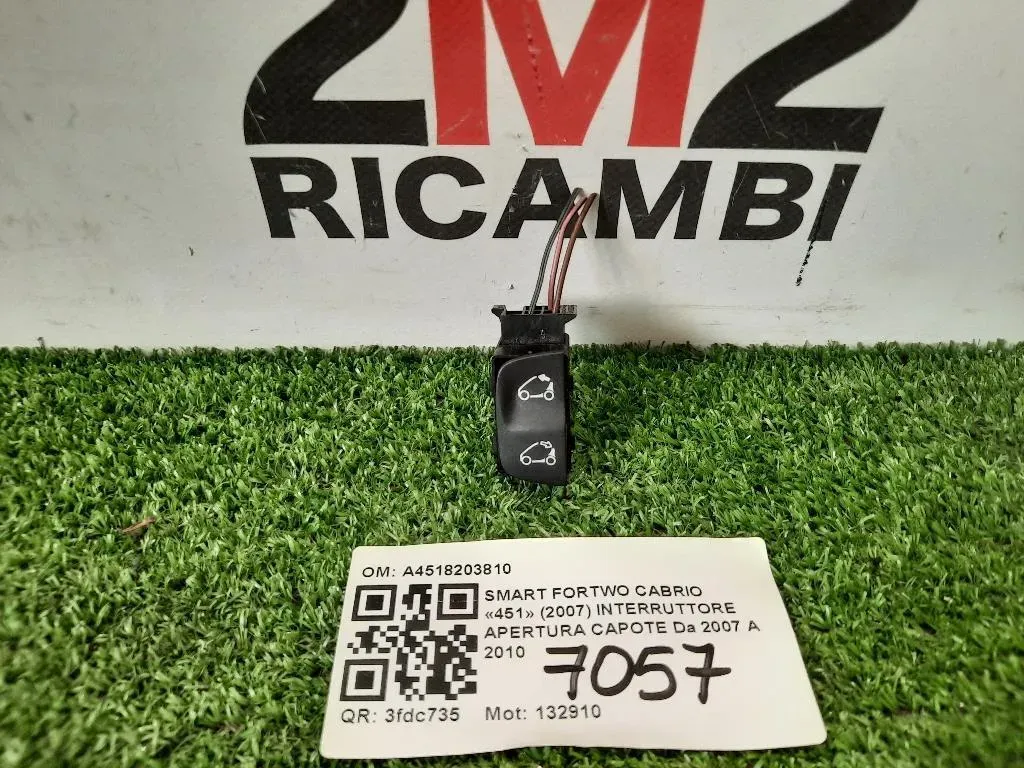 2M2
RICAMBI
OM: A4518203810
SMART FORTWO CABRIO
«451» (2007) INTERRUTTORE
APERTURA CAPOTE Da 2007 A
2010
7057
QR: 3fdc735
Mot: 132910